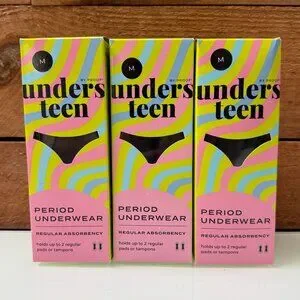 M
BY PROOF
unders
teen
PERIOD
UNDERWEAR
REGULAR ABSORBENCY
holds up to 2 regular
pads or tampons
M
BY PROOF
unders
teen
PERIOD
UNDERWEAR
REGULAR ABSORBENCY
holds up to 2 regular
pads or tampons
M
BY PROOF
unders
teen
PERIOD
UNDERWEAR
REGULAR ABSORBENCY
holds up to 2 regular
pads or tampons